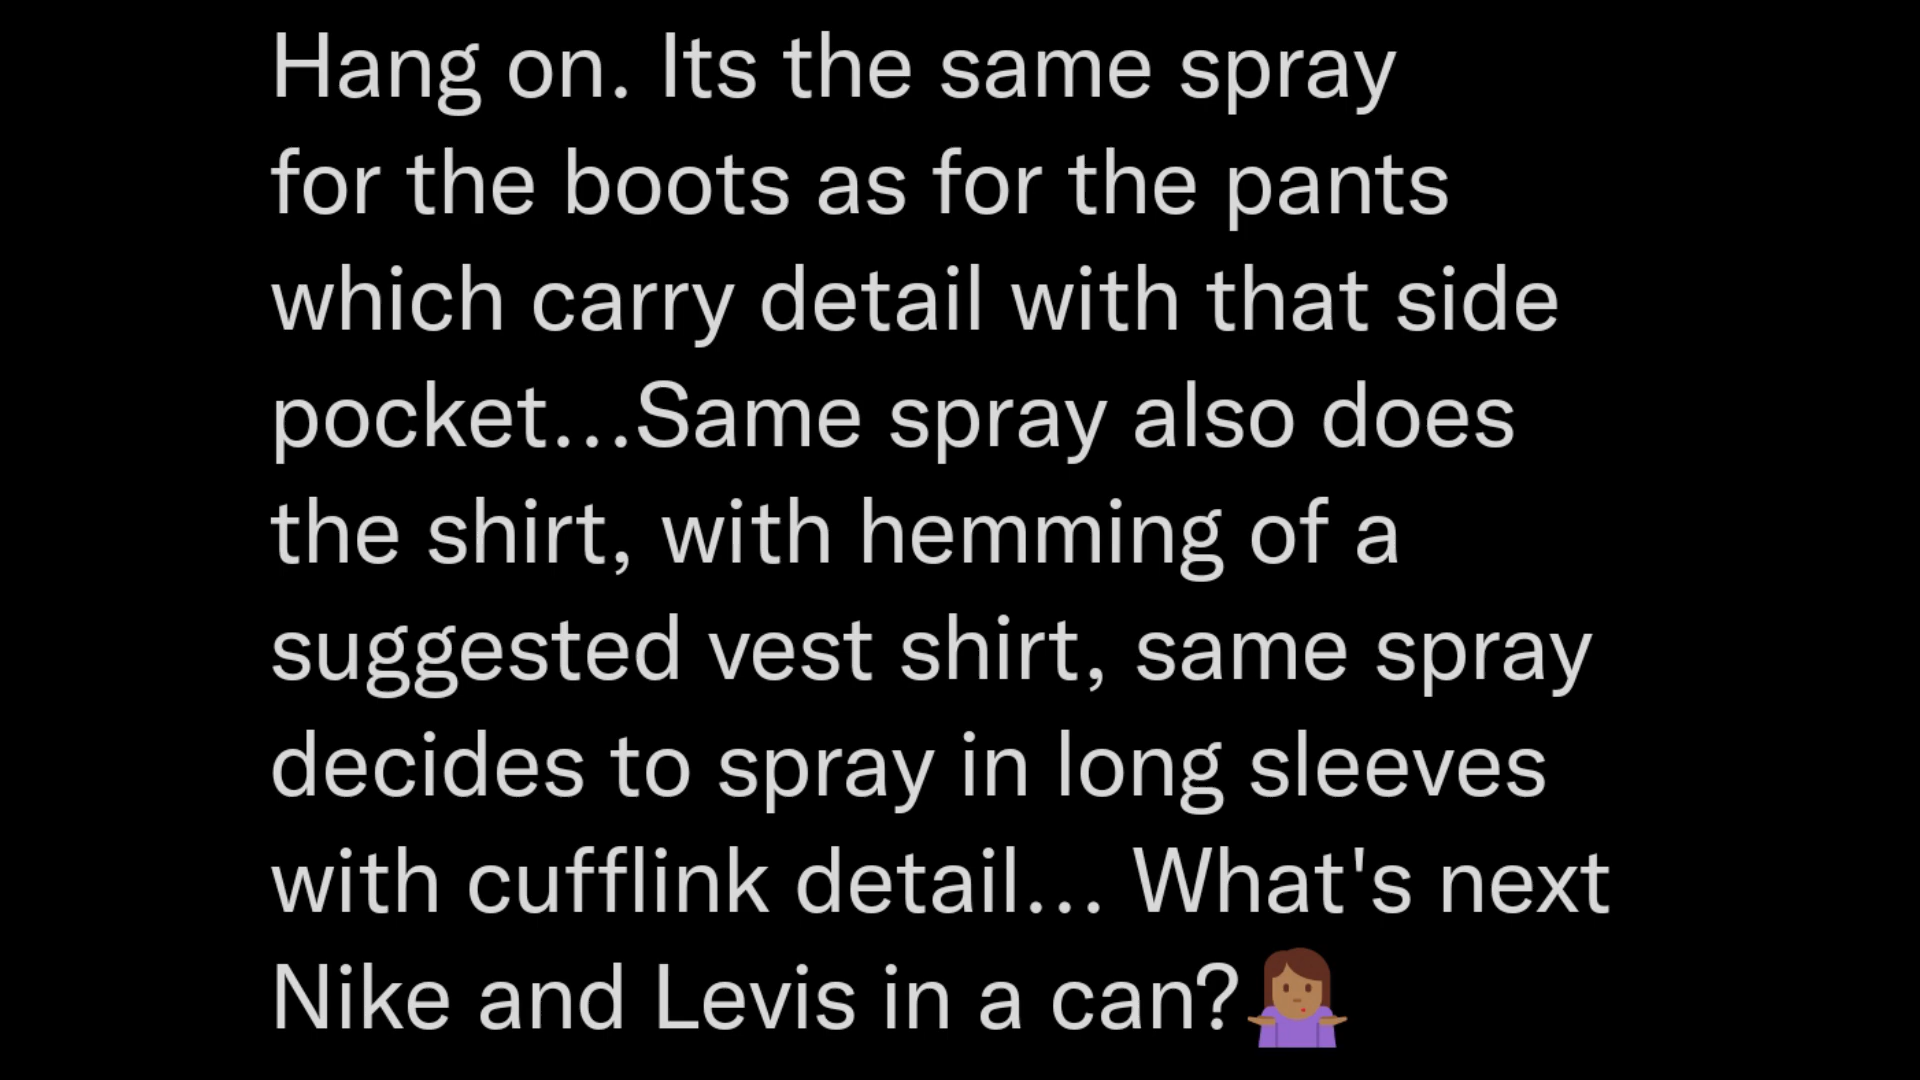 Hang on. Its the same spray
for the boots as for the pants
which carry detail with that side
pocket...Same spray also does
the shirt, with hemming of a
suggested vest shirt, same spray
decides to spray in long sleeves
with cufflink detail... What's next
Nike and Levis in a can?🤷🏽‍♀️